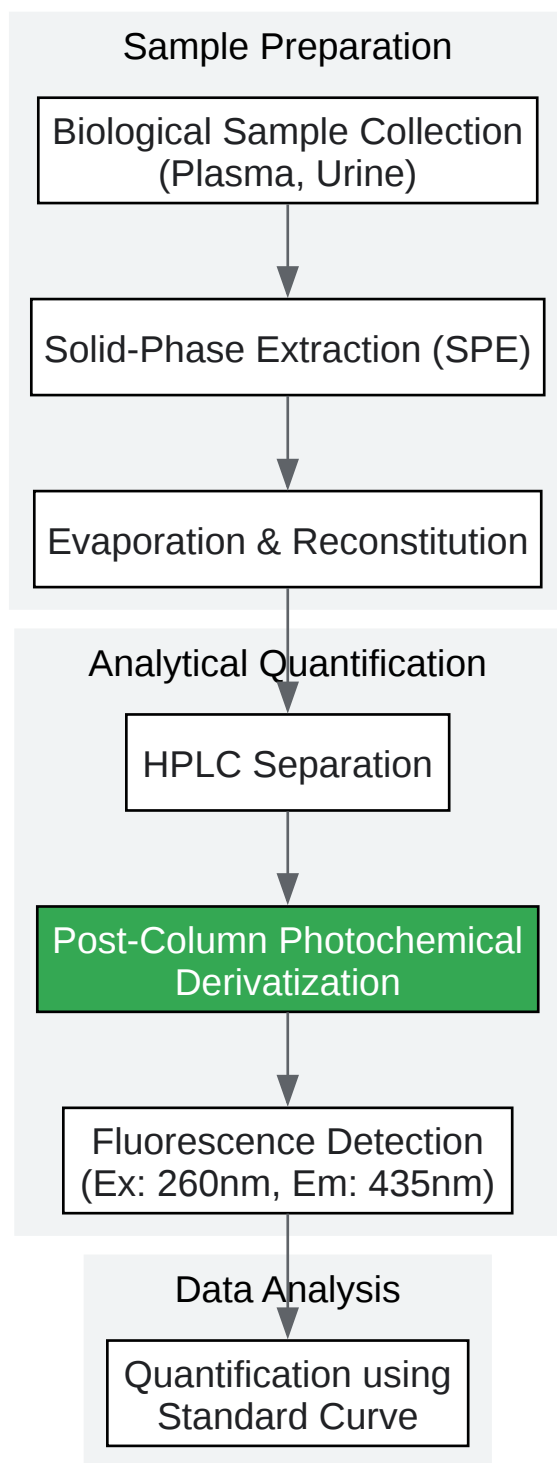 Sample Preparation
Biological Sample Collection
(Plasma, Urine)
Solid-Phase Extraction (SPE)
Evaporation & Reconstitution
Analytical Quantification
HPLC Separation
Post-Column Photochemical
Derivatization
Fluorescence Detection
(Ex: 260nm, Em: 435nm)
Data Analysis
Quantification using
Standard Curve